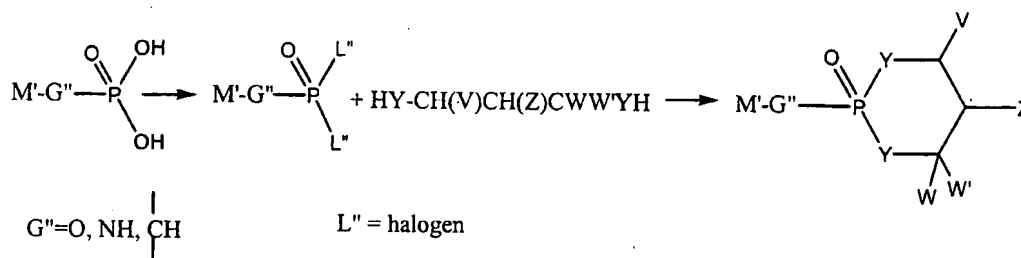 M'-G"-P(O)(OH)OH → M'-G"-P(O)(L")L" + HY-CH(V)CH(Z)CWW'YH → M'-G"-P O Y Y V Z W W'
G"=O, NH, CH L" = halogen